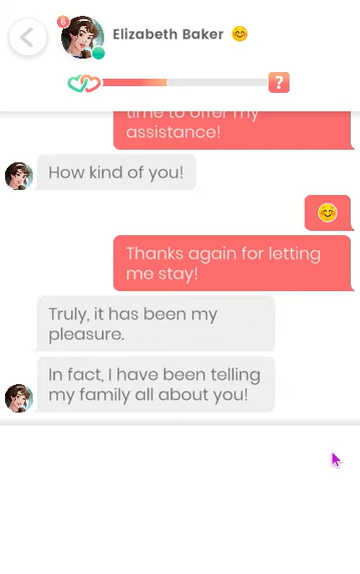 6
Elizabeth Baker 😊
?
time to offer my
assistance!
How kind of you!
😊
Thanks again for letting
me stay!
Truly, it has been my
pleasure.
In fact, I have been telling
my family all about you!